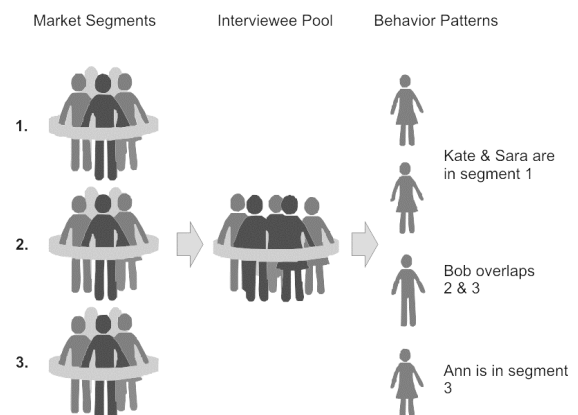 Market Segments
Interviewee Pool
Behavior Patterns
1.
Kate & Sara are
in segment 1
2.
Bob overlaps
2 & 3
3.
Ann is in segment
3